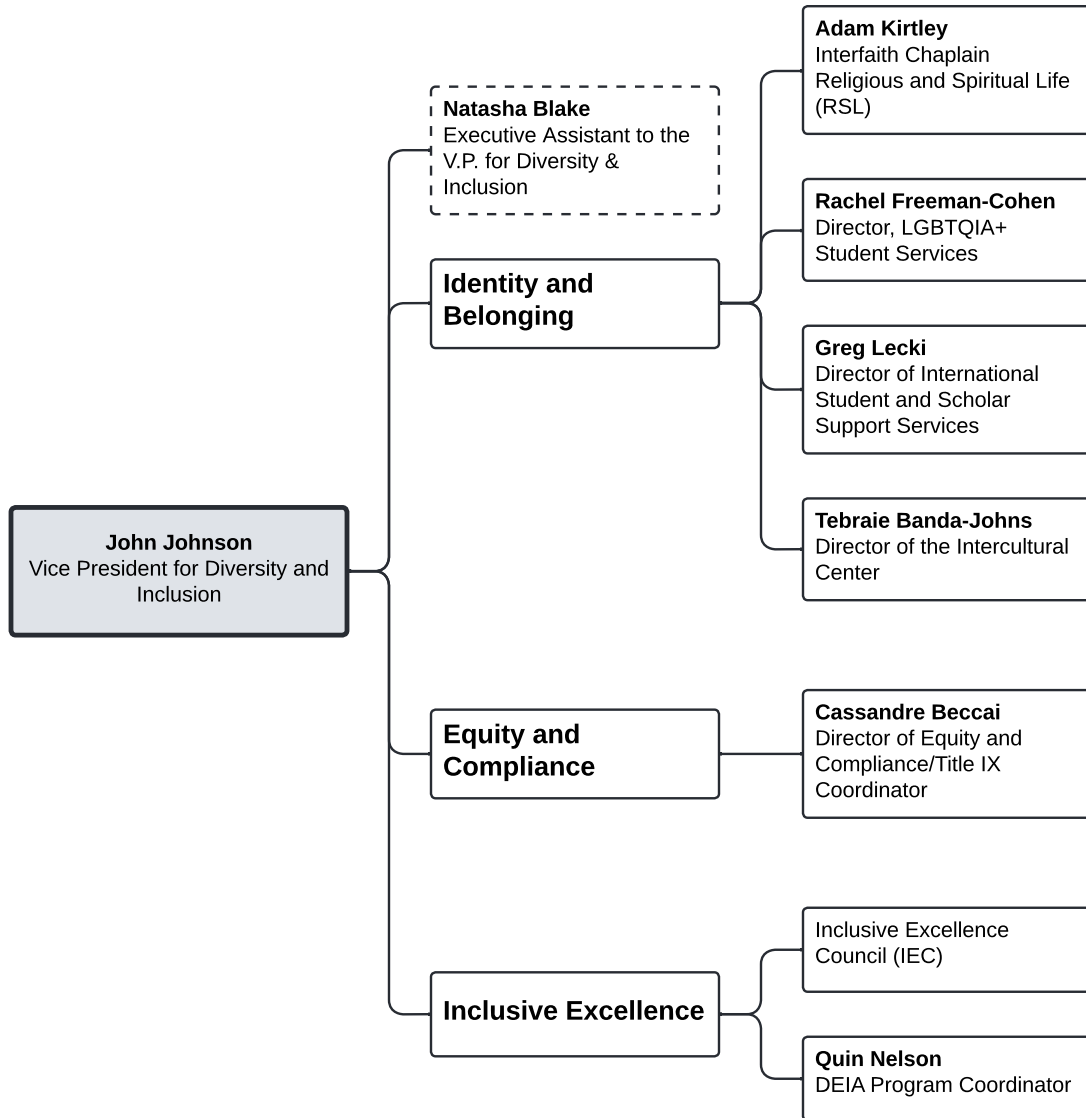 John Johnson
Vice President for Diversity and
Inclusion
Natasha Blake
Executive Assistant to the
V.P. for Diversity &
Inclusion
Identity and
Belonging
Adam Kirtley
Interfaith Chaplain
Religious and Spiritual Life
(RSL)
Rachel Freeman-Cohen
Director, LGBTQIA+
Student Services
Greg Lecki
Director of International
Student and Scholar
Support Services
Tebraie Banda-Johns
Director of the Intercultural
Center
Equity and
Compliance
Cassandre Beccai
Director of Equity and
Compliance/Title IX
Coordinator
Inclusive Excellence
Inclusive Excellence
Council (IEC)
Quin Nelson
DEIA Program Coordinator